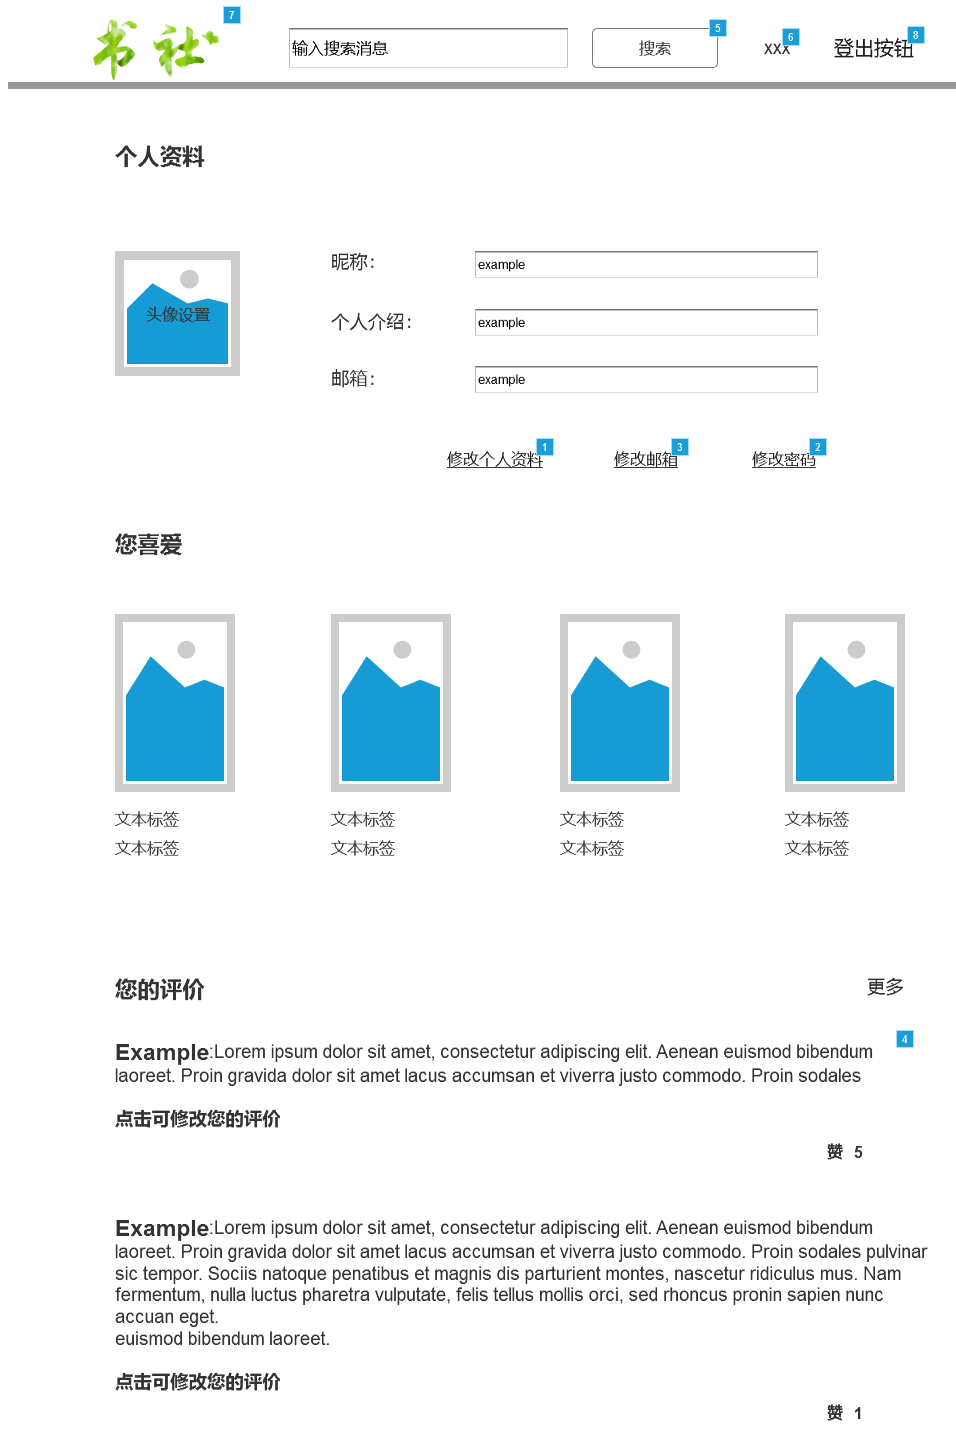 书社 7
输入搜索消息
搜索 5
xxx 6
登出按钮 8
个人资料
头像设置
昵称：
example
个人介绍：
example
邮箱：
example
修改个人资料 1
修改邮箱 3
修改密码 2
您喜爱
文本标签 文本标签 文本标签 文本标签
文本标签 文本标签 文本标签 文本标签
您的评价
更多
4
Example:Lorem ipsum dolor sit amet, consectetur adipiscing elit. Aenean euismod bibendum
laoreet. Proin gravida dolor sit amet lacus accumsan et viverra justo commodo. Proin sodales
点击可修改您的评价
赞 5
Example:Lorem ipsum dolor sit amet, consectetur adipiscing elit. Aenean euismod bibendum
laoreet. Proin gravida dolor sit amet lacus accumsan et viverra justo commodo. Proin sodales pulvinar
sic tempor. Sociis natoque penatibus et magnis dis parturient montes, nascetur ridiculus mus. Nam
fermentum, nulla luctus pharetra vulputate, felis tellus mollis orci, sed rhoncus pronin sapien nunc
accuan eget.
euismod bibendum laoreet.
点击可修改您的评价
赞 1